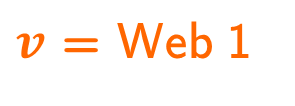 v = Web 1